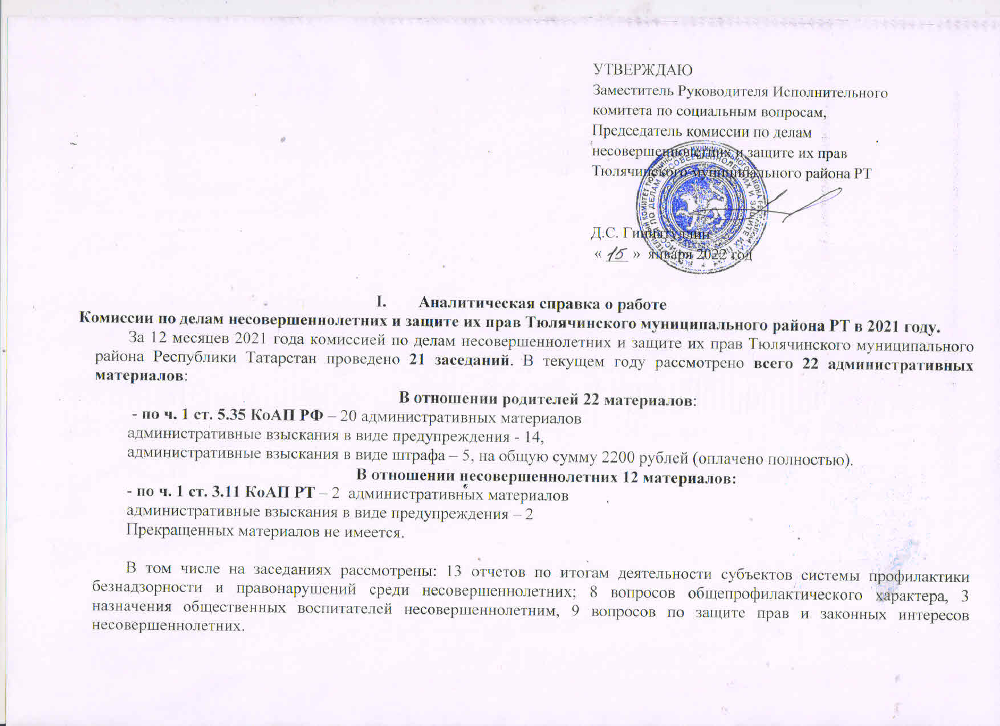 УТВЕРЖДАЮ
Заместитель Руководителя Исполнительного
комитета по социальным вопросам,
Председатель комиссии по делам
несовершеннолетних и защите их прав
Тюлячинского муниципального района РТ
Д.С. Гиниятуллин
« 15 » января 2022 год
I. Аналитическая справка о работе
Комиссии по делам несовершеннолетних и защите их прав Тюлячинского муниципального района РТ в 2021 году.
За 12 месяцев 2021 года комиссией по делам несовершеннолетних и защите их прав Тюлячинского муниципального
района Республики Татарстан проведено 21 заседаний. В текущем году рассмотрено всего 22 административных
материалов:
В отношении родителей 22 материалов:
- по ч. 1 ст. 5.35 КоАП РФ – 20 административных материалов
административные взыскания в виде предупреждения - 14,
административные взыскания в виде штрафа – 5, на общую сумму 2200 рублей (оплачено полностью).
В отношении несовершеннолетних 12 материалов:
- по ч. 1 ст. 3.11 КоАП РТ – 2 административных материалов
административные взыскания в виде предупреждения – 2
Прекращенных материалов не имеется.
В том числе на заседаниях рассмотрены: 13 отчетов по итогам деятельности субъектов системы профилактики
безнадзорности и правонарушений среди несовершеннолетних; 8 вопросов общепрофилактического характера, 3
назначения общественных воспитателей несовершеннолетним, 9 вопросов по защите прав и законных интересов
несовершеннолетних.